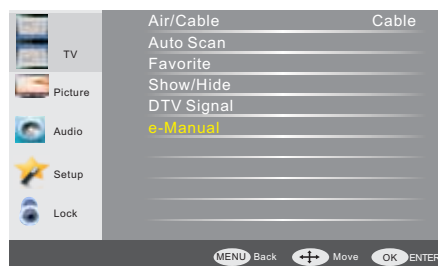 TV
Picture
Audio
Setup
Lock
Air/Cable Cable
Auto Scan
Favorite
Show/Hide
DTV Signal
e-Manual
MENU Back Move OK ENTER